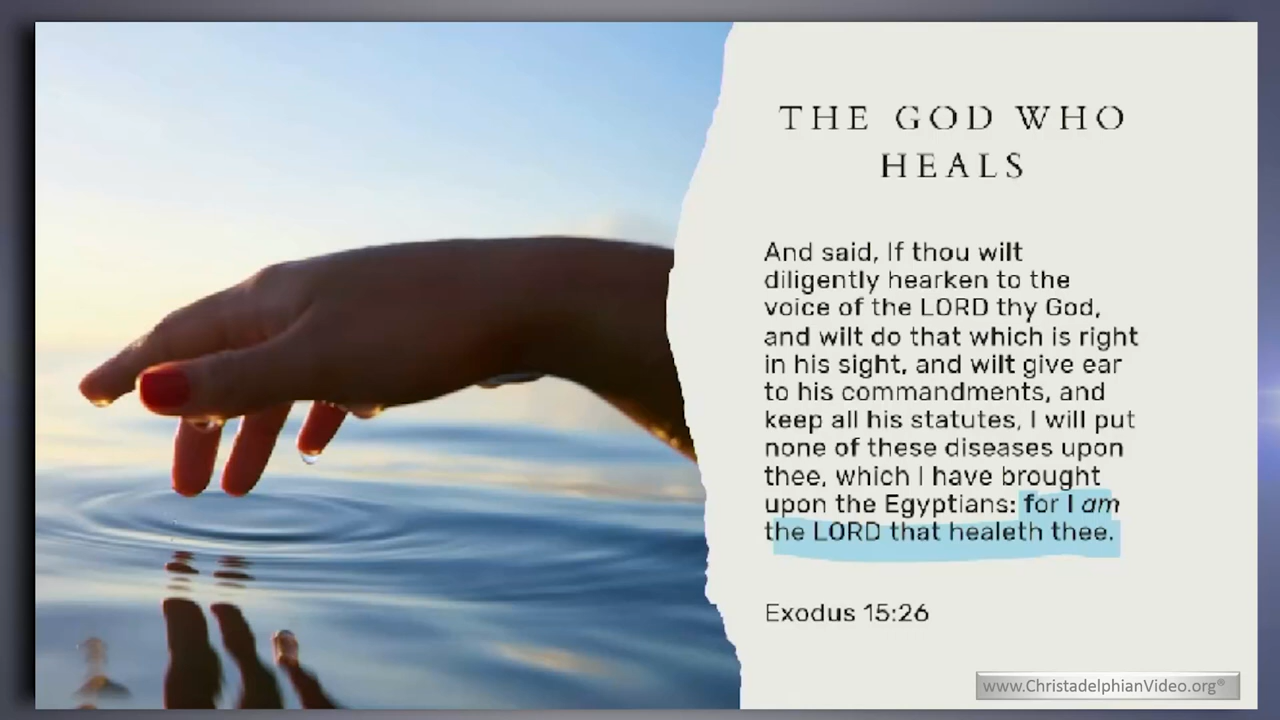 THE GOD WHO
HEALS
And said, If thou wilt
diligently hearken to the
voice of the LORD thy God,
and wilt do that which is right
in his sight, and wilt give ear
to his commandments, and
keep all his statutes, I will put
none of these diseases upon
thee, which I have brought
upon the Egyptians: for I am
the LORD that healeth thee.
Exodus 15:26
www.ChristadelphianVideo.org®